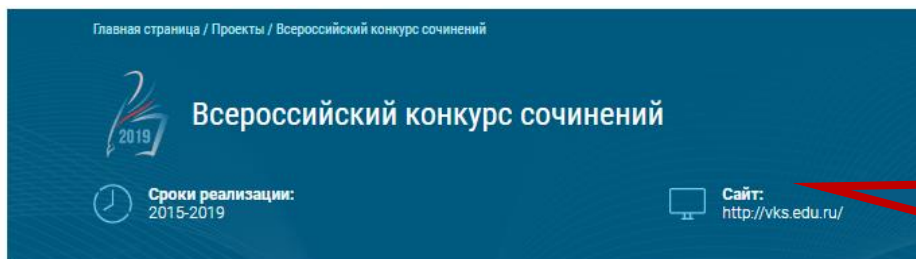 Главная страница / Проекты / Всероссийский конкурс сочинений
2019
Всероссийский конкурс сочинений
Сроки реализации:
2015-2019
Сайт:
http://vks.edu.ru/